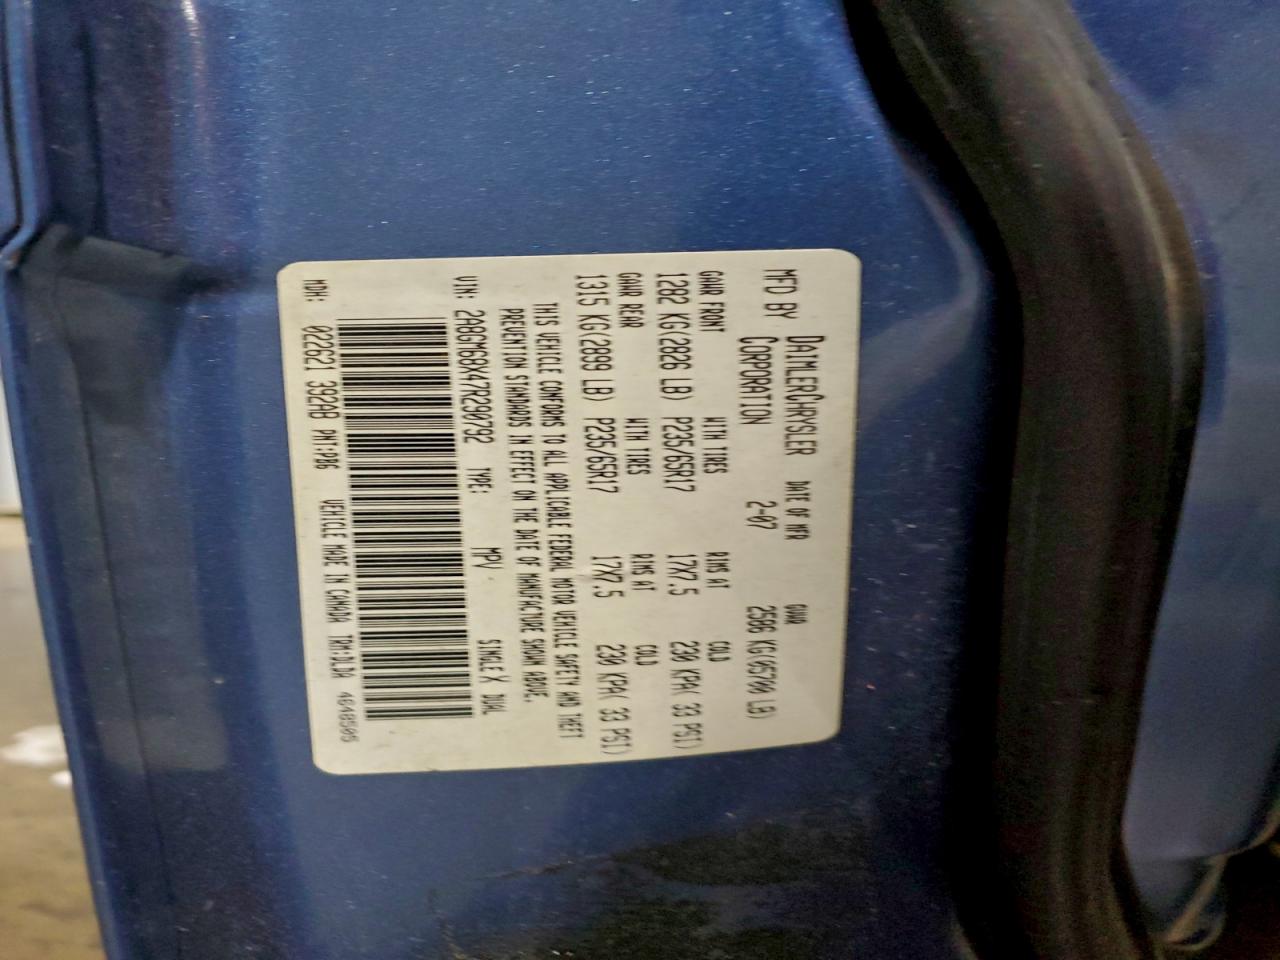 MFD BY DAIMLERCHRYSLER DATE OF MFR GVWR
CORPORATION 2-07 2586 KG(05700 LB)
GAWR FRONT WITH TIRES RIMS AT COLD
1282 KG(2826 LB) P235/65R17 17X7.5 230 KPA( 33 PSI)
GAWR REAR WITH TIRES RIMS AT COLD
1315 KG(2899 LB) P235/65R17 17X7.5 230 KPA( 33 PSI)
THIS VEHICLE CONFORMS TO ALL APPLICABLE FEDERAL MOTOR VEHICLE SAFETY AND THEFT
PREVENTION STANDARDS IN EFFECT ON THE DATE OF MANUFACTURE SHOWN ABOVE.
VIN: 2A8GM68X47R290792 TYPE: MPV SINGLE X DUAL
MDH: 022621 392AB PNT:PB6 VEHICLE MADE IN CANADA TRM:DLDA 4648505